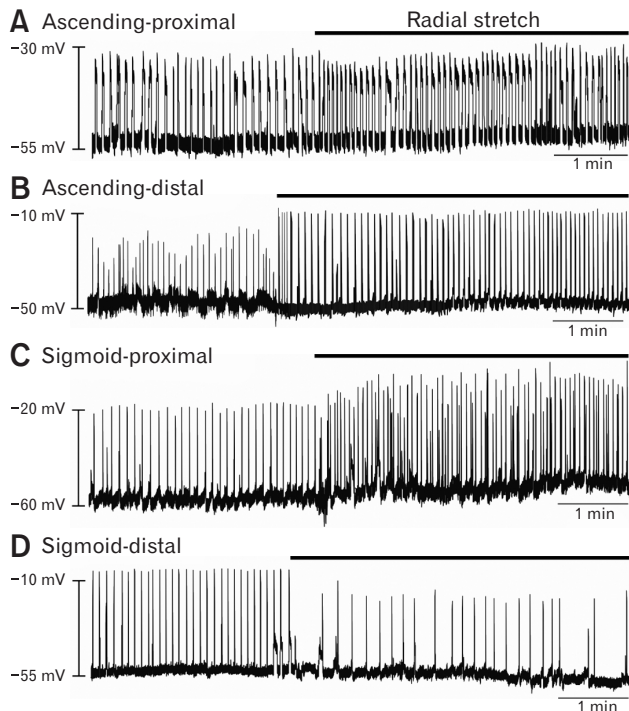 A Ascending-proximal Radial stretch
−30 mV
−55 mV
1 min
B Ascending-distal
−10 mV
−50 mV
1 min
C Sigmoid-proximal
−20 mV
−60 mV
1 min
D Sigmoid-distal
−10 mV
−55 mV
1 min